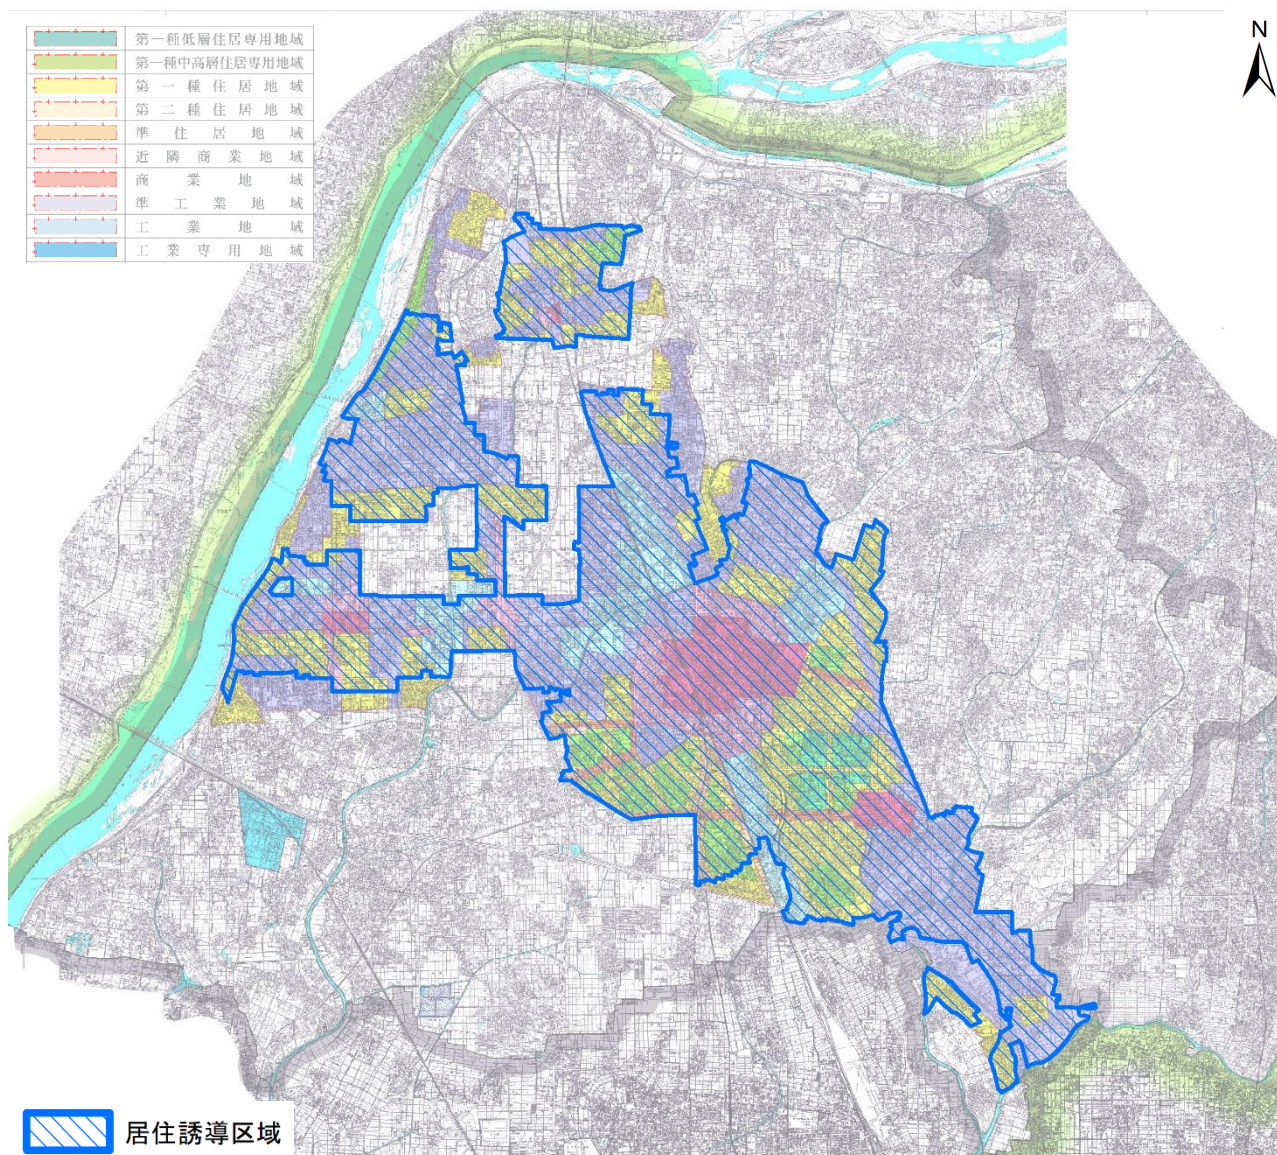 第一種低層住居専用地域
第一種中高層住居専用地域
第一種住居地域
第二種住居地域
準住居地域
近隣商業地域
商業地域
準工業地域
工業地域
工業専用地域
N
居住誘導区域